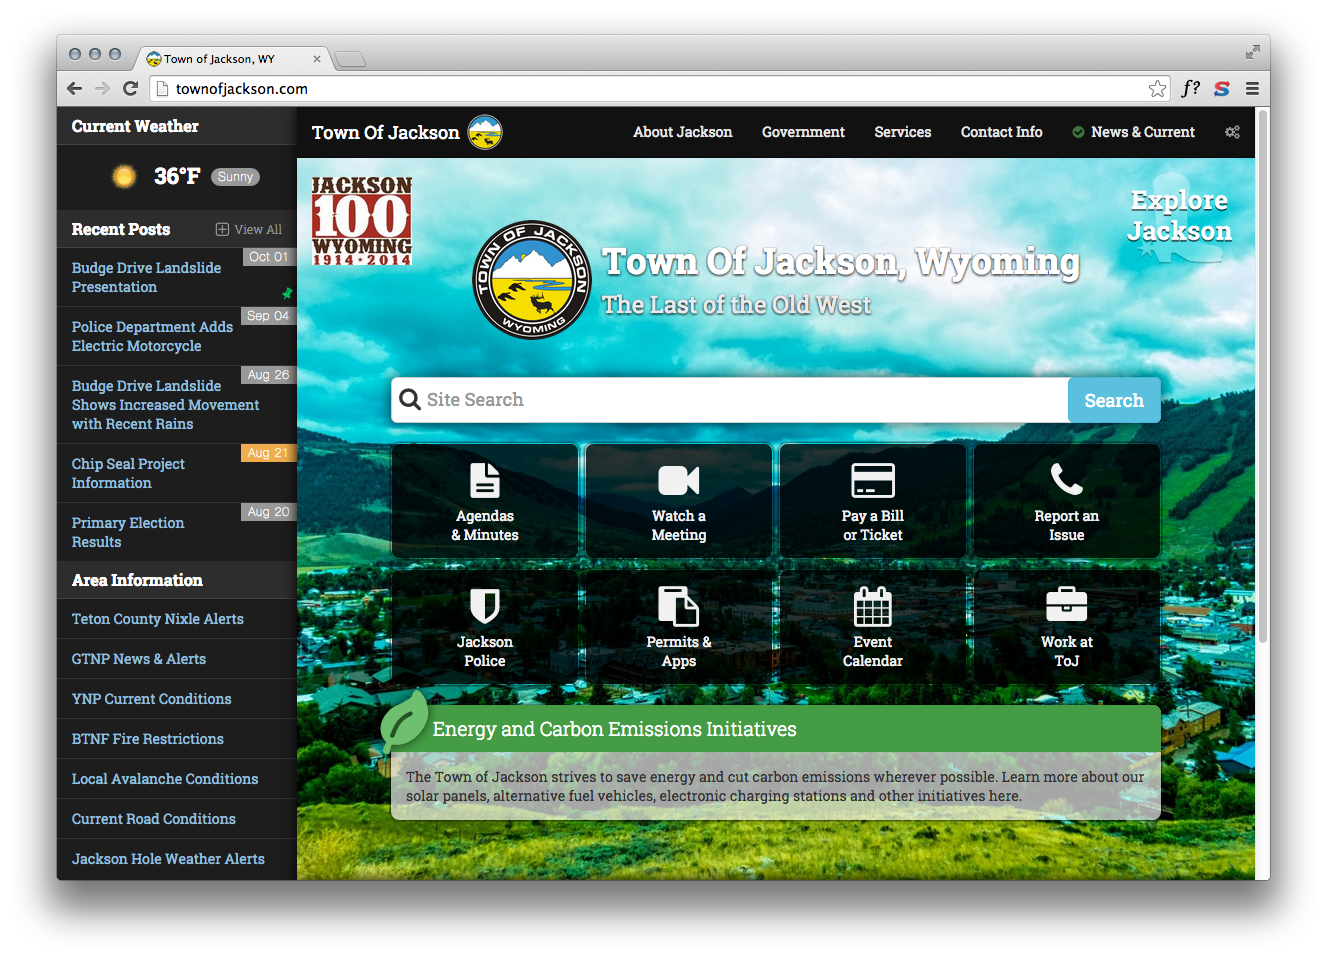 Town of Jackson, WY
townofjackson.com
f?
S
Current Weather
36°F Sunny
Recent Posts View All
Oct 01
Budge Drive Landslide
Presentation
Sep 04
Police Department Adds
Electric Motorcycle
Aug 26
Budge Drive Landslide
Shows Increased Movement
with Recent Rains
Aug 21
Chip Seal Project
Information
Aug 20
Primary Election
Results
Area Information
Teton County Nixle Alerts
GTNP News & Alerts
YNP Current Conditions
BTNF Fire Restrictions
Local Avalanche Conditions
Current Road Conditions
Jackson Hole Weather Alerts
Town Of Jackson
About Jackson Government Services Contact Info News & Current
JACKSON
100
WYOMING
1914 ★ 2014
TOWN OF JACKSON
WYOMING
Town Of Jackson, Wyoming
The Last of the Old West
Explore
Jackson
Site Search
Search
Agendas
& Minutes
Watch a
Meeting
Pay a Bill
or Ticket
Report an
Issue
Jackson
Police
Permits &
Apps
Event
Calendar
Work at
ToJ
Energy and Carbon Emissions Initiatives
The Town of Jackson strives to save energy and cut carbon emissions wherever possible. Learn more about our
solar panels, alternative fuel vehicles, electronic charging stations and other initiatives here.